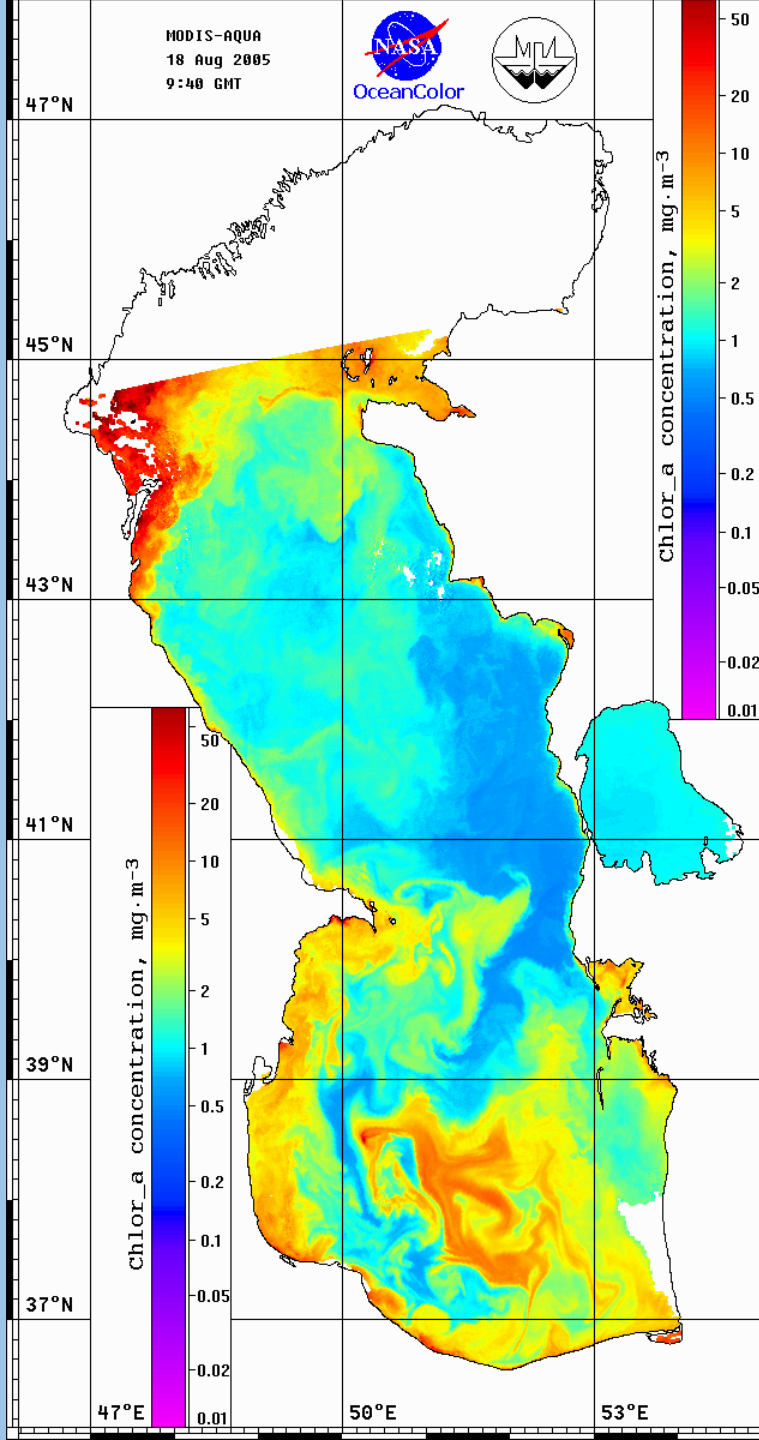 MODIS-AQUA
18 Aug 2005
9:40 GMT
NASA
OceanColor
47°N
45°N
43°N
41°N
39°N
37°N
47°E
50°E
53°E
Chlor_a concentration, mg·m⁻³
50
20
10
5
2
1
0.5
0.2
0.1
0.05
0.02
0.01
Chlor_a concentration, mg·m⁻³
50
20
10
5
2
1
0.5
0.2
0.1
0.05
0.02
0.01